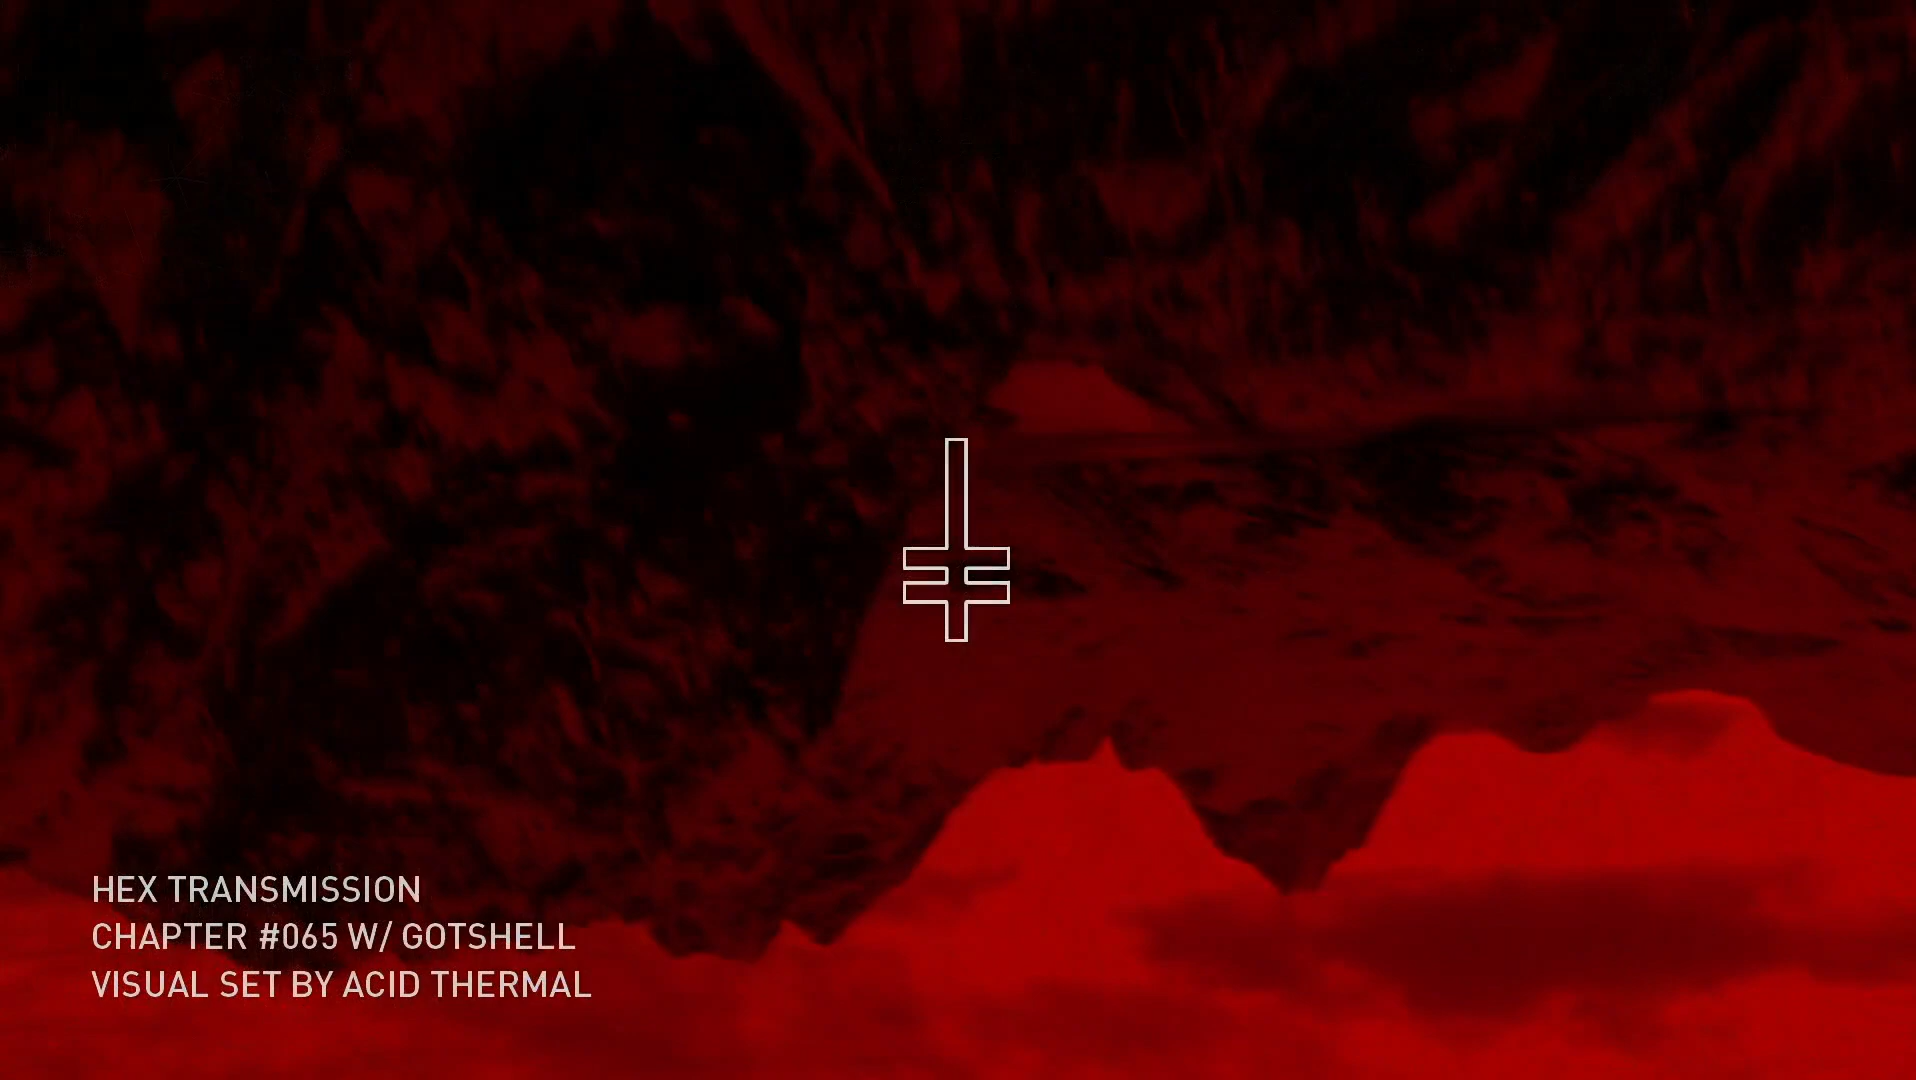 HEX TRANSMISSION
CHAPTER #065 W/ GOTSHELL
VISUAL SET BY ACID THERMAL